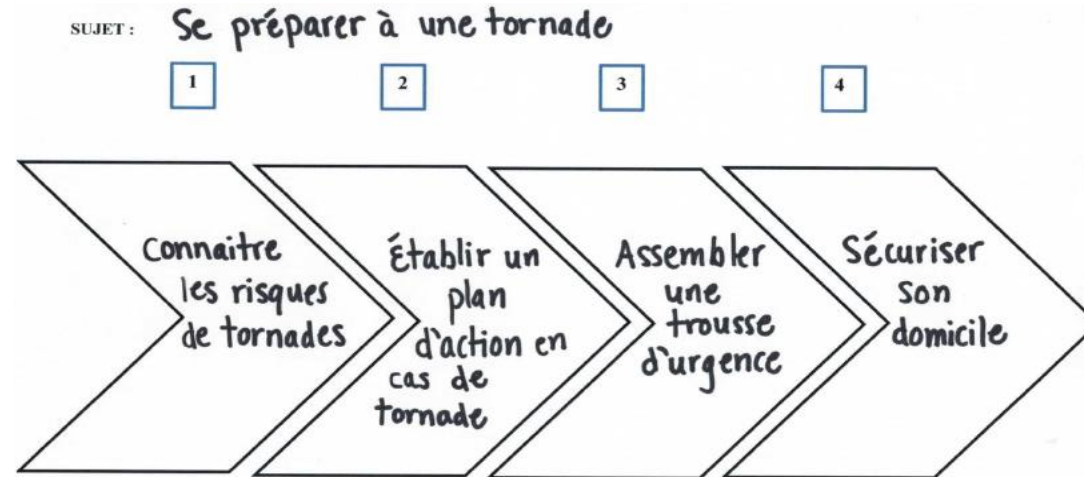 SUJET : Se préparer à une tornade
1 2 3 4
Connaitre
les risques
de tornades
Établir un
plan
d'action en
cas de
tornade
Assembler
une
trousse
d'urgence
Sécuriser
son
domicile